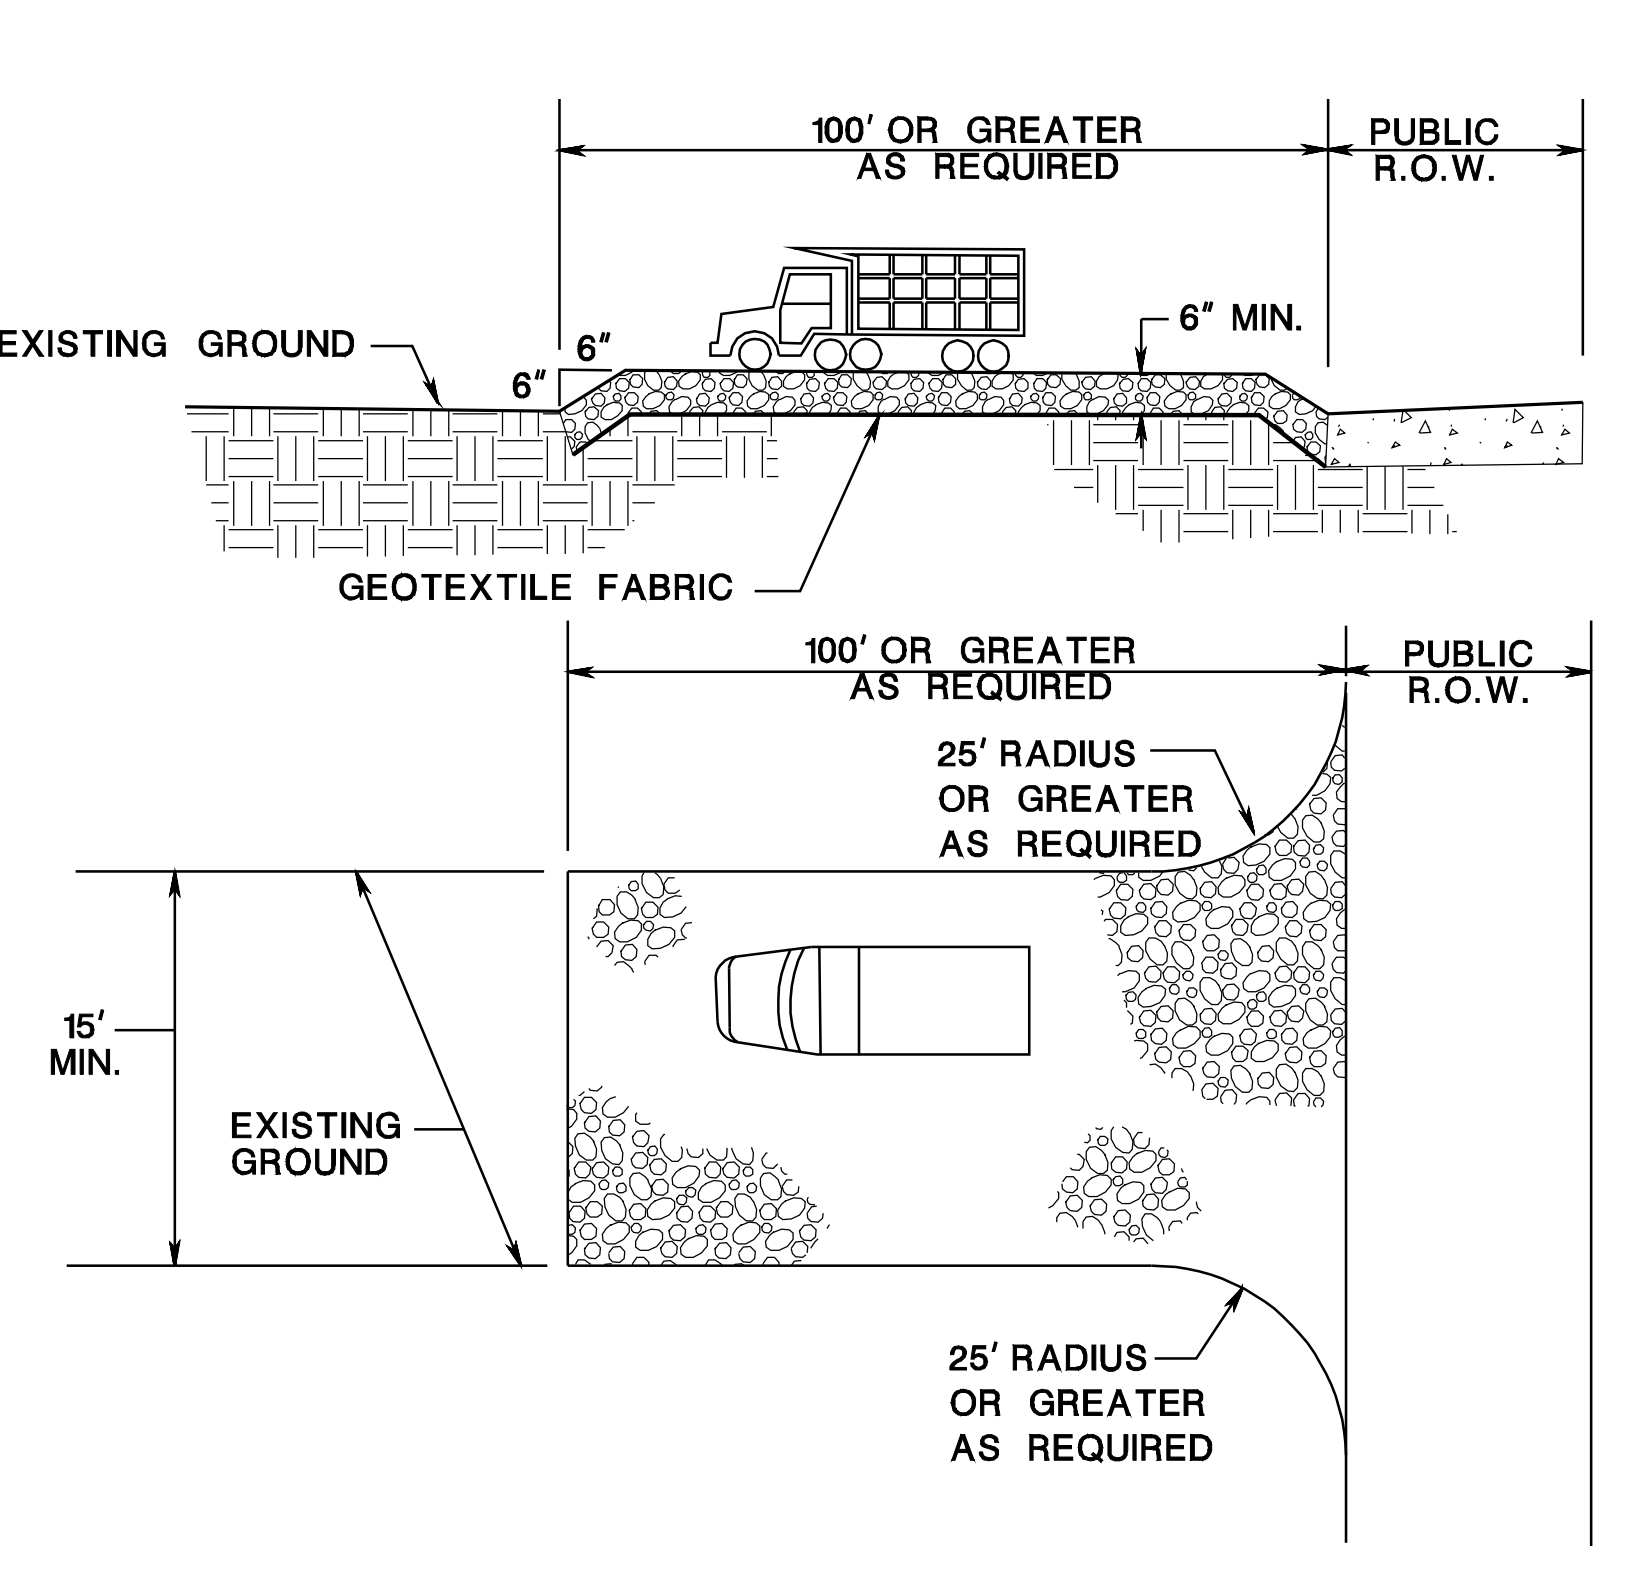 100' OR GREATER
AS REQUIRED
PUBLIC
R.O.W.
6" MIN.
EXISTING GROUND
6"
6"
GEOTEXTILE FABRIC
100' OR GREATER
AS REQUIRED
PUBLIC
R.O.W.
25' RADIUS
OR GREATER
AS REQUIRED
15'
MIN.
EXISTING
GROUND
25' RADIUS
OR GREATER
AS REQUIRED